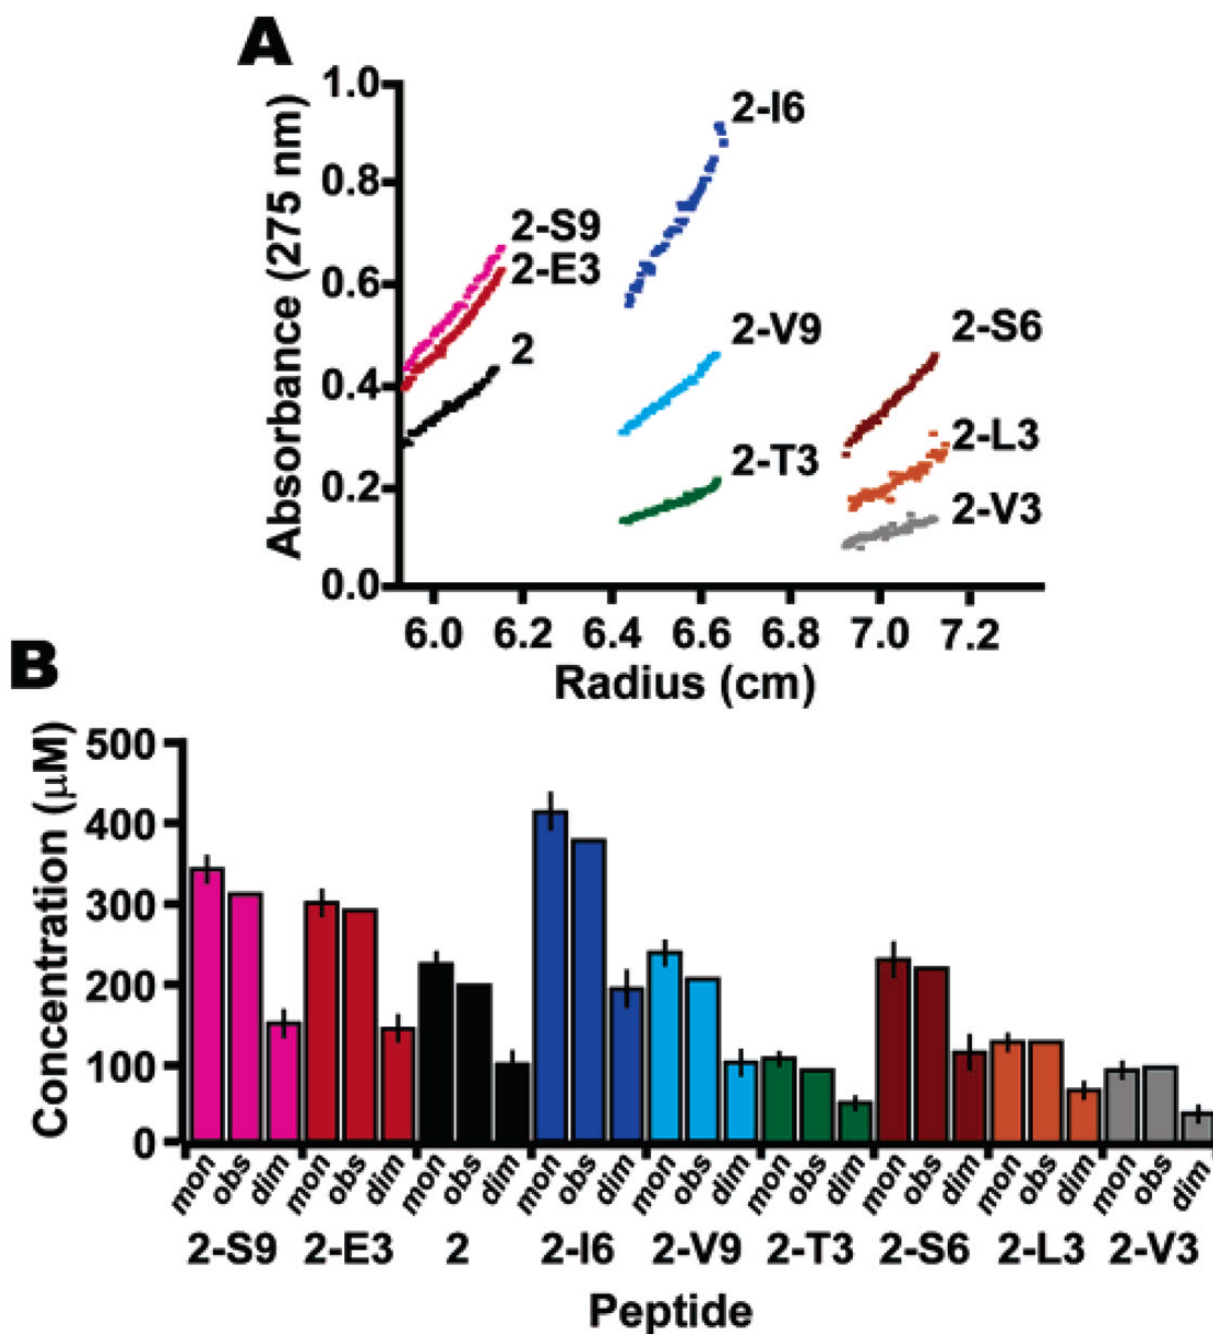 A
Absorbance (275 nm)
1.0
0.8
0.6
0.4
0.2
0.0
2-I6
2-S9
2-E3
2
2-V9
2-T3
2-S6
2-L3
2-V3
6.0 6.2 6.4 6.6 6.8 7.0 7.2
Radius (cm)
B
Concentration (μM)
500
400
300
200
100
0
mon obs dim mon obs dim mon obs dim mon obs dim mon obs dim mon obs dim mon obs dim mon obs dim mon obs dim
2-S9 2-E3 2 2-I6 2-V9 2-T3 2-S6 2-L3 2-V3
Peptide